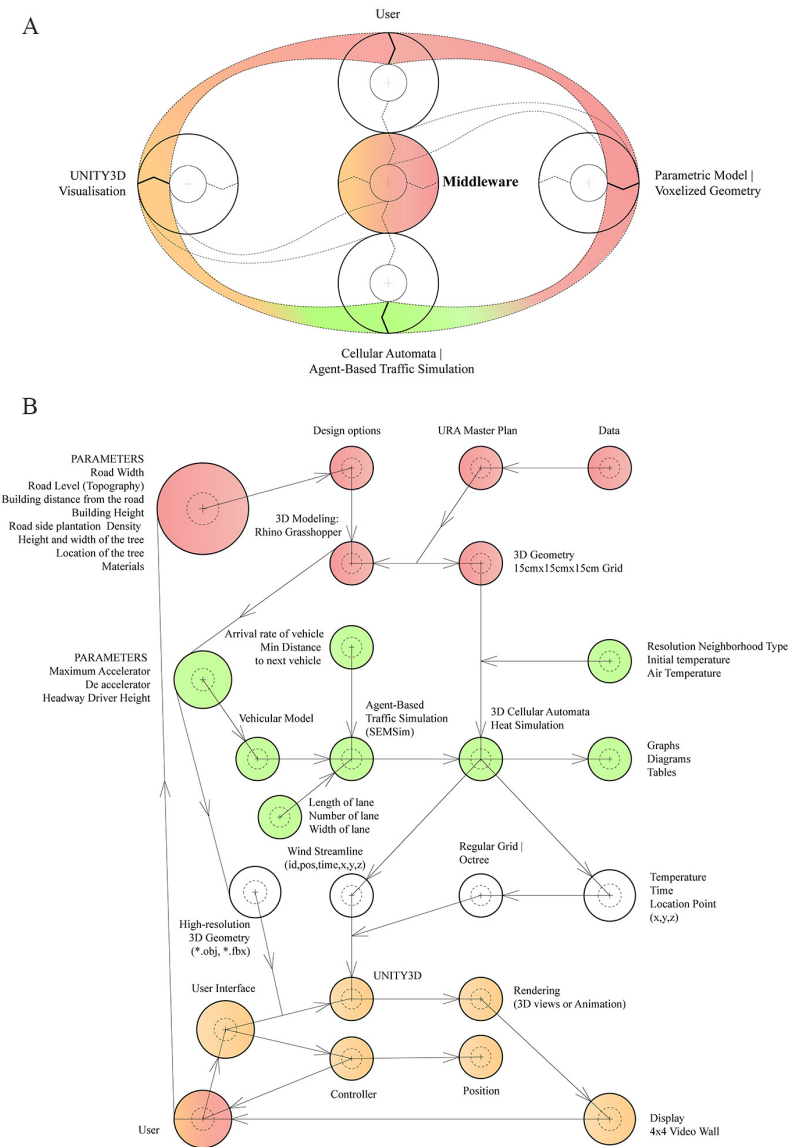 A
User
UNITY3D
Visualisation
Middleware
Parametric Model |
Voxelized Geometry
Cellular Automata |
Agent-Based Traffic Simulation
B
Design options
URA Master Plan
Data
PARAMETERS
Road Width
Road Level (Topography)
Building distance from the road
Building Height
Road side plantation Density
Height and width of the tree
Location of the tree
Materials
3D Modeling:
Rhino Grasshopper
3D Geometry
15cmx15cmx15cm Grid
Arrival rate of vehicle
Min Distance
to next vehicle
Resolution Neighborhood Type
Initial temperature
Air Temperature
PARAMETERS
Maximum Accelerator
De accelerator
Headway Driver Height
Vehicular Model
Agent-Based
Traffic Simulation
(SEMSim)
3D Cellular Automata
Heat Simulation
Graphs
Diagrams
Tables
Length of lane
Number of lane
Width of lane
Wind Streamline
(id,pos,time,x,y,z)
Regular Grid |
Octree
Temperature
Time
Location Point
(x,y,z)
High-resolution
3D Geometry
(*.obj, *.fbx)
UNITY3D
User Interface
Rendering
(3D views or Animation)
Controller
Position
User
Display
4x4 Video Wall